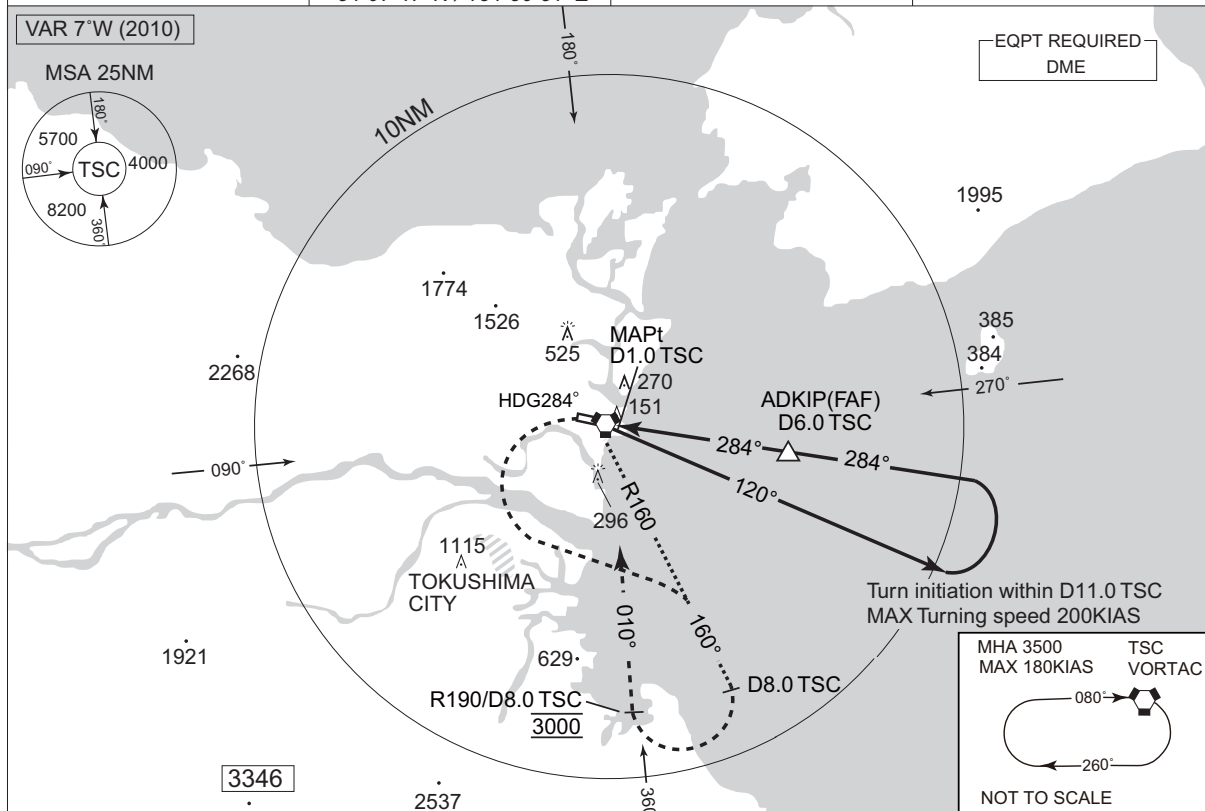 VAR 7°W (2010)
MSA 25NM
180°
5700
TSC
4000
090°
8200
360°
180°
10NM
EQPT REQUIRED
DME
1995
1774
1526
525
MAPt
D1.0 TSC
270
151
385
384
270°
2268
HDG284°
ADKIP(FAF)
D6.0 TSC
284°
284°
090°
120°
R160
296
1115
TOKUSHIMA
CITY
Turn initiation within D11.0 TSC
MAX Turning speed 200KIAS
010°
160°
1921
629
D8.0 TSC
R190/D8.0 TSC
3000
3346
2537
360
MHA 3500
MAX 180KIAS
TSC
VORTAC
080°
260°
NOT TO SCALE